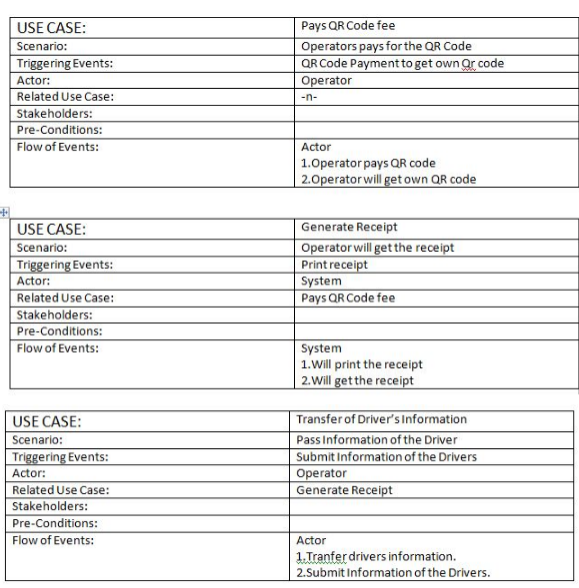 USE CASE: Pays QR Code fee
Scenario: Operators pays for the QR Code
Triggering Events: QR Code Payment to get own Qr code
Actor: Operator
Related Use Case: -n-
Stakeholders:
Pre-Conditions:
Flow of Events: Actor
1.Operator pays QR code
2.Operator will get own QR code
USE CASE: Generate Receipt
Scenario: Operator will get the receipt
Triggering Events: Print receipt
Actor: System
Related Use Case: Pays QR Code fee
Stakeholders:
Pre-Conditions:
Flow of Events: System
1.Will print the receipt
2.Will get the receipt
USE CASE: Transfer of Driver's Information
Scenario: Pass Information of the Driver
Triggering Events: Submit Information of the Drivers
Actor: Operator
Related Use Case: Generate Receipt
Stakeholders:
Pre-Conditions:
Flow of Events: Actor
1.Tranfer drivers information.
2.Submit Information of the Drivers.